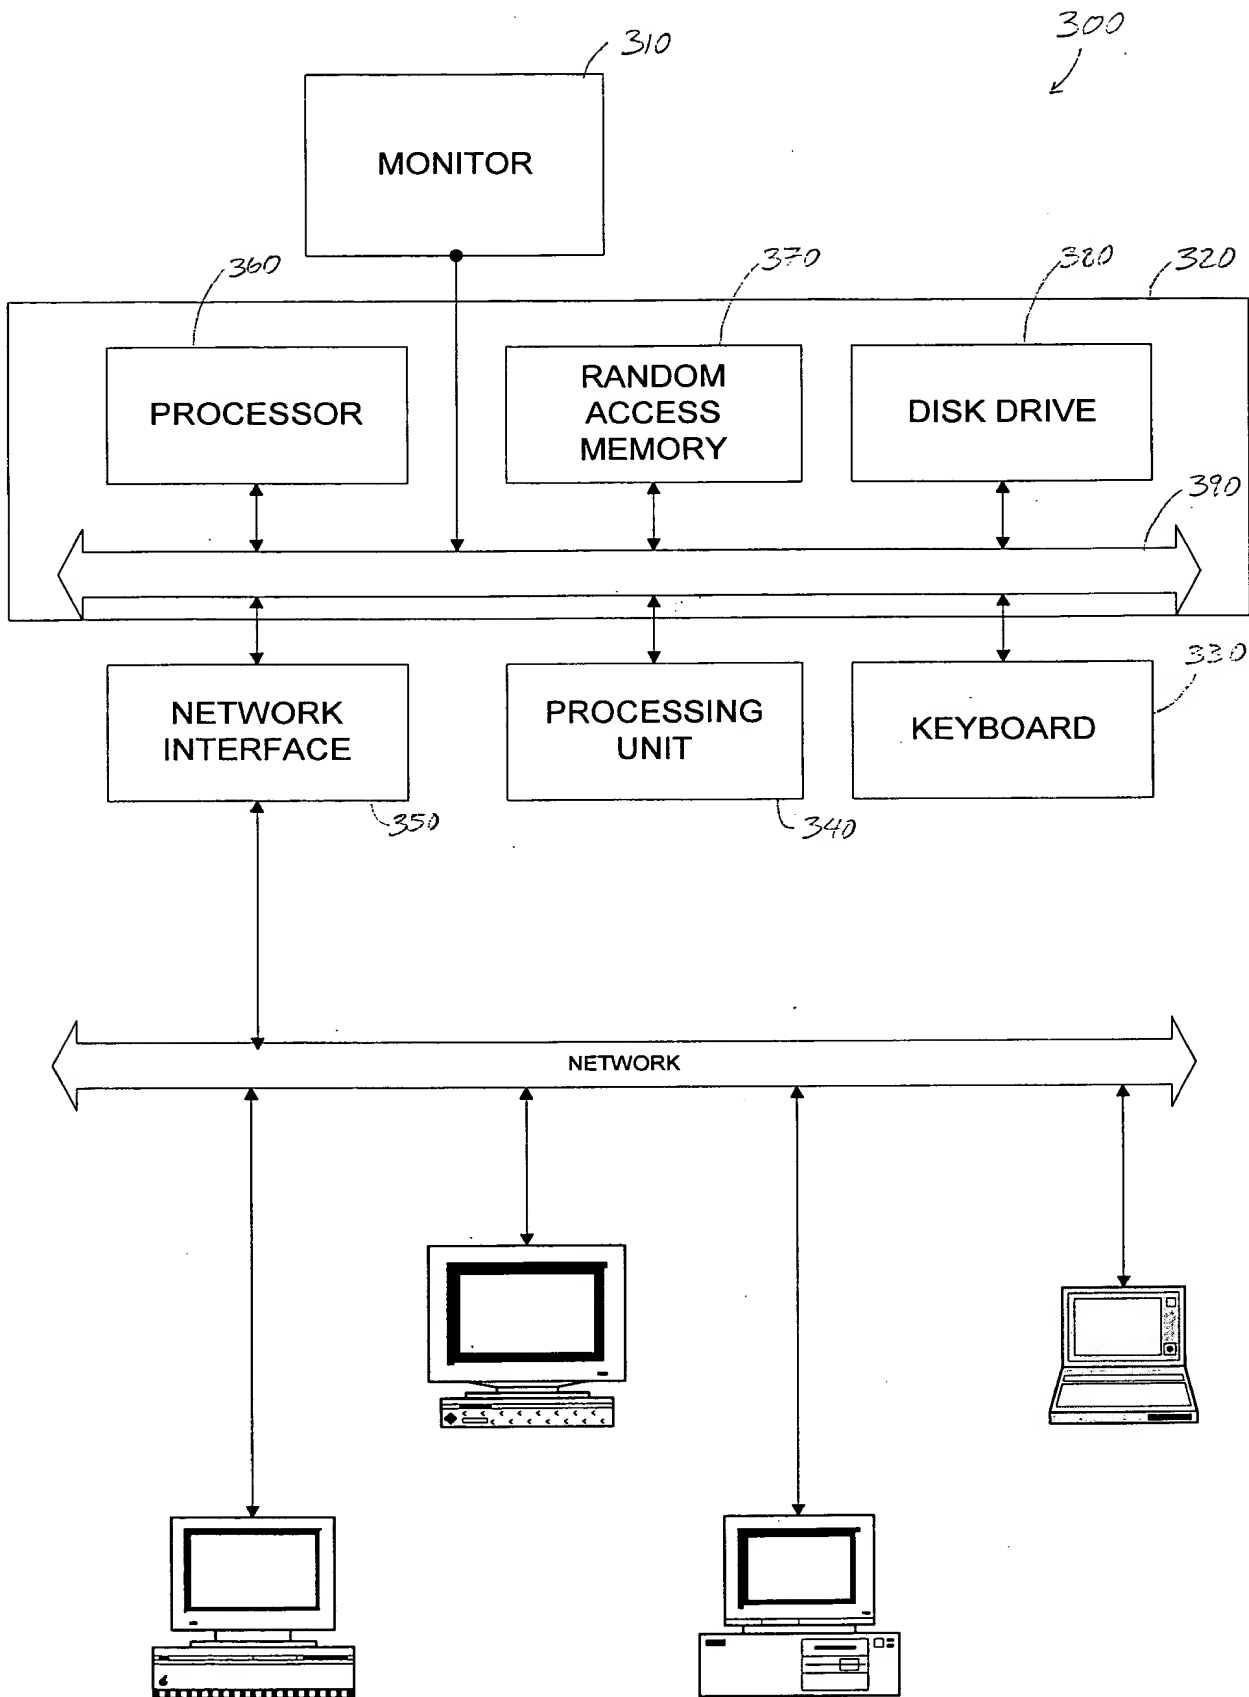 300
310
MONITOR
360
370
320
320
PROCESSOR
RANDOM
ACCESS
MEMORY
DISK DRIVE
390
NETWORK
INTERFACE
PROCESSING
UNIT
KEYBOARD
330
350
340
NETWORK